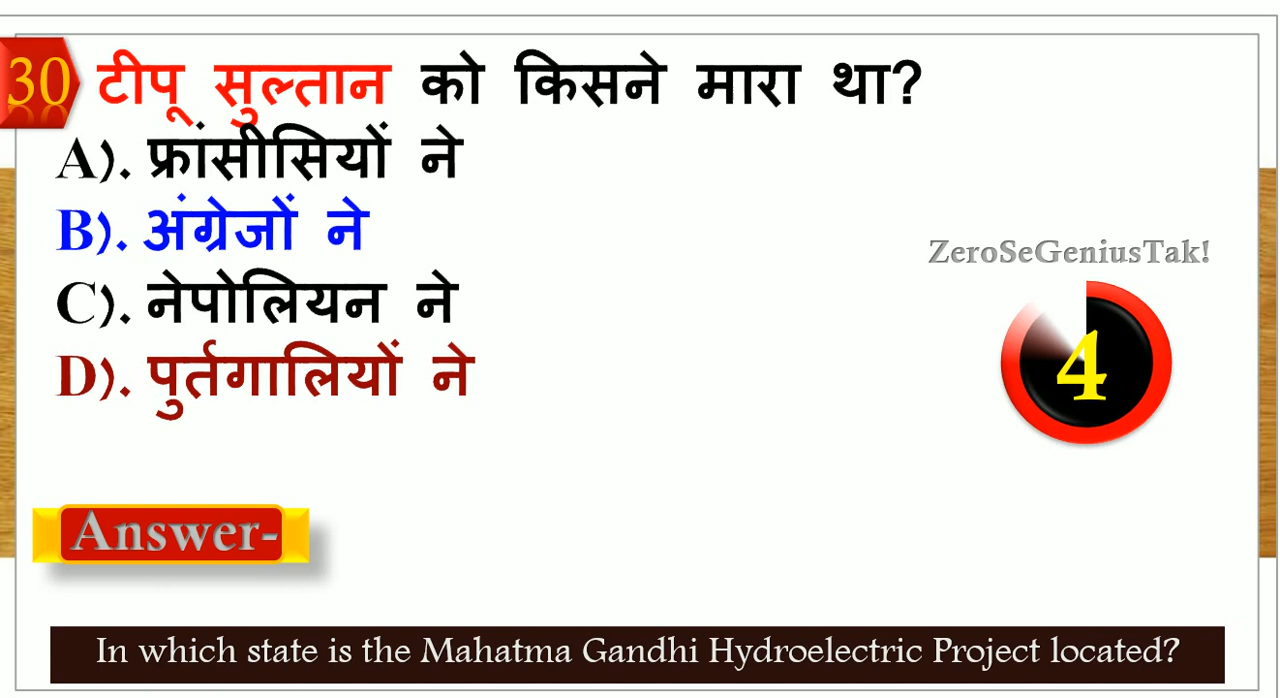 30 टीपू सुल्तान को किसने मारा था?
A). फ्रांसीसियों ने
B). अंग्रेजों ने
C). नेपोलियन ने
D). पुर्तगालियों ने
ZeroSeGeniusTak!
4
Answer-
In which state is the Mahatma Gandhi Hydroelectric Project located?